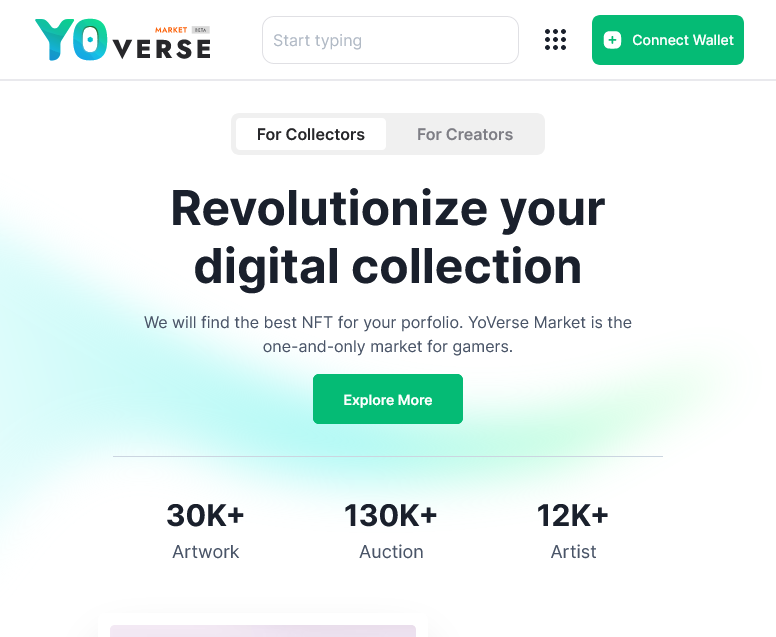 YOVERSE MARKET BETA
Start typing
Connect Wallet
For Collectors
For Creators
Revolutionize your
digital collection
We will find the best NFT for your porfolio. YoVerse Market is the
one-and-only market for gamers.
Explore More
30K+
130K+
12K+
Artwork
Auction
Artist